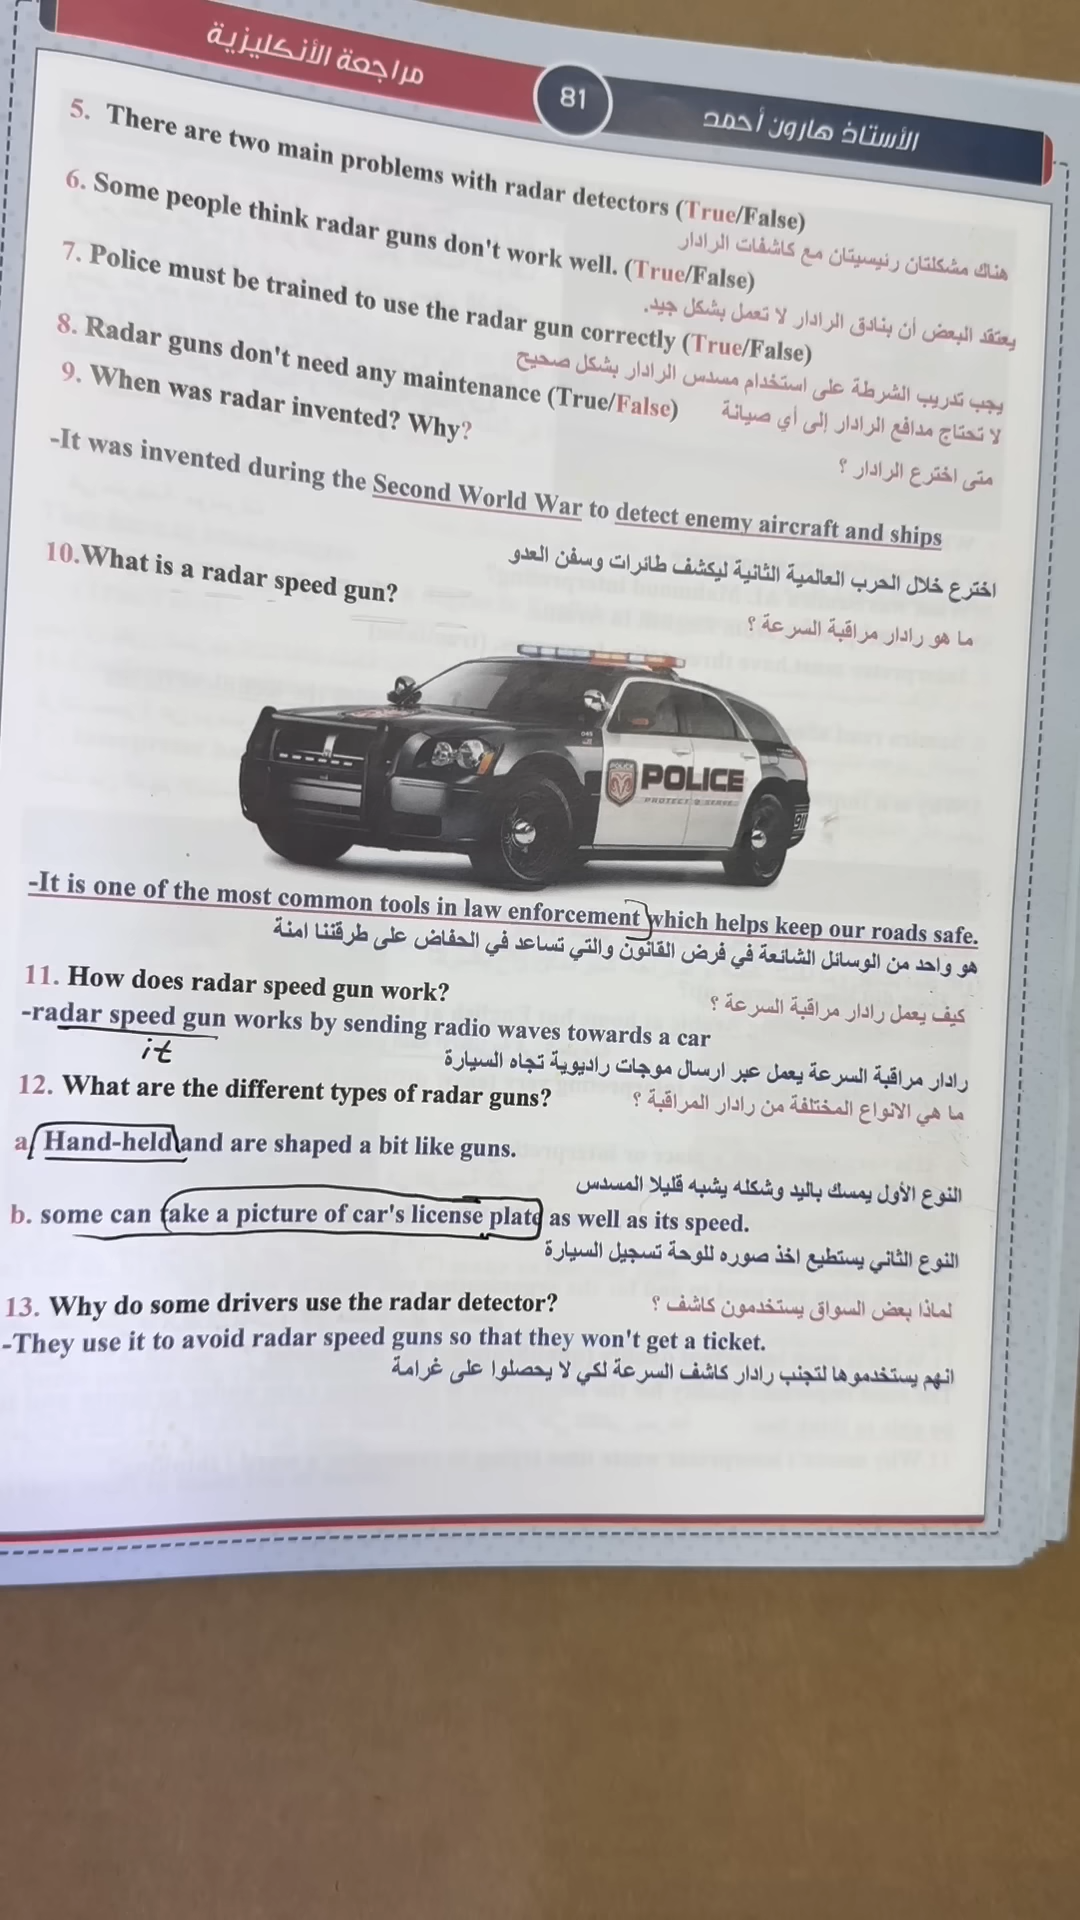 مراجعة الأنكليزية
81
الأستاذ هارون أحمد
5. There are two main problems with radar detectors (True/False)
هناك مشكلتان رئيسيتان مع كاشفات الرادار
6. Some people think radar guns don't work well. (True/False)
يعتقد البعض أن بنادق الرادار لا تعمل بشكل جيد.
7. Police must be trained to use the radar gun correctly (True/False)
يجب تدريب الشرطة على استخدام مسدس الرادار بشكل صحيح
8. Radar guns don't need any maintenance (True/False)
لا تحتاج مدافع الرادار إلى أي صيانة
9. When was radar invented? Why?
متى اخترع الرادار ؟
-It was invented during the Second World War to detect enemy aircraft and ships
اخترع خلال الحرب العالمية الثانية ليكشف طائرات وسفن العدو
10.What is a radar speed gun?
ما هو رادار مراقبة السرعة ؟
POLICE
POLICE
PROTECT & SERVE
911
-It is one of the most common tools in law enforcement which helps keep our roads safe.
هو واحد من الوسائل الشائعة في فرض القانون والتي تساعد في الحفاض على طرقتنا امنة
11. How does radar speed gun work?
كيف يعمل رادار مراقبة السرعة ؟
-radar speed gun works by sending radio waves towards a car
it
رادار مراقبة السرعة يعمل عبر ارسال موجات راديوية تجاه السيارة
12. What are the different types of radar guns?
ما هي الانواع المختلفة من رادار المراقبة ؟
a. Hand-held and are shaped a bit like guns.
النوع الأول يمسك باليد وشكله يشبه قليلا المسدس
b. some can take a picture of car's license plate as well as its speed.
النوع الثاني يستطيع اخذ صوره للوحة تسجيل السيارة
13. Why do some drivers use the radar detector?
لماذا بعض السواق يستخدمون كاشف ؟
-They use it to avoid radar speed guns so that they won't get a ticket.
انهم يستخدموها لتجنب رادار كاشف السرعة لكي لا يحصلوا على غرامة